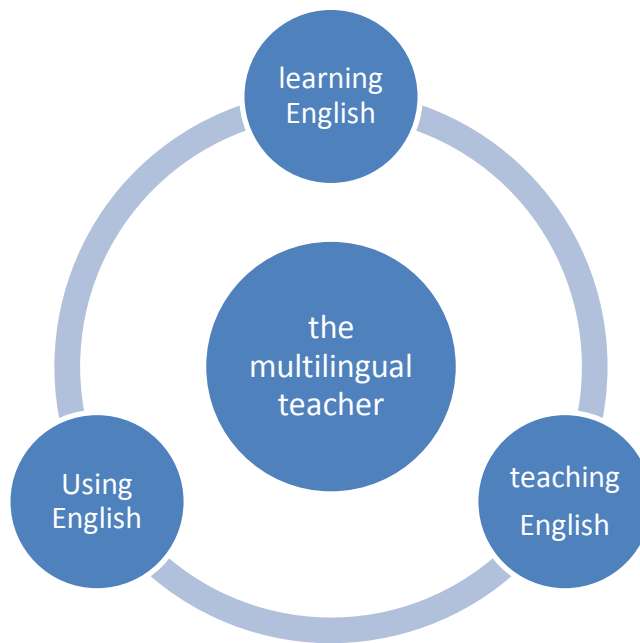 learning
English
the
multilingual
teacher
Using
English
teaching
English